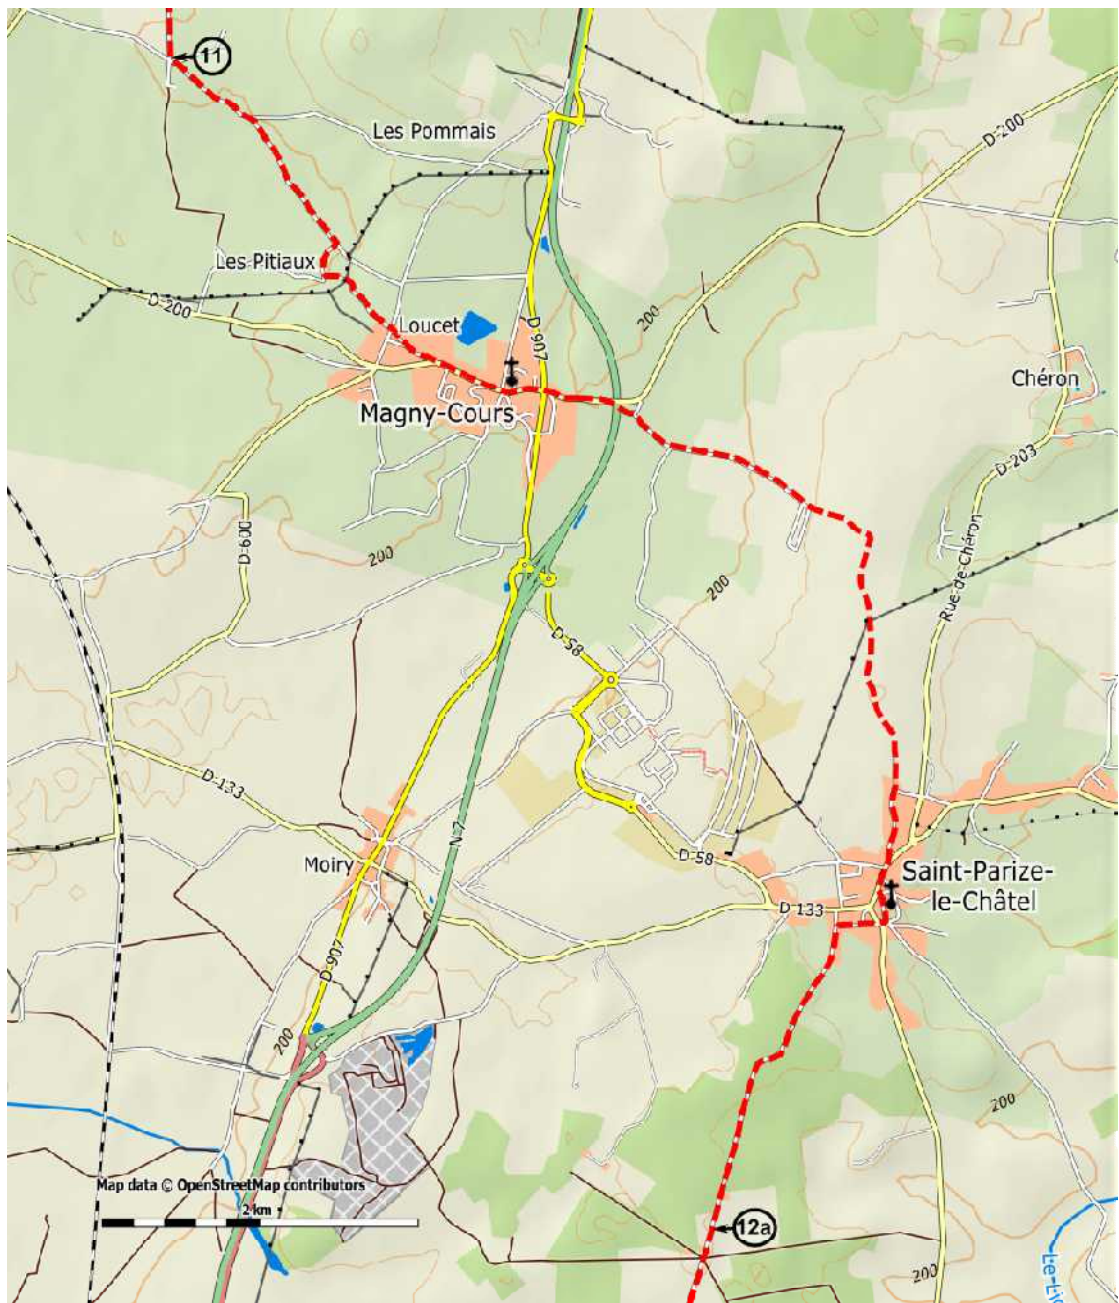 11
Les Pommais
D-200
Les-Pitiaux
D-200
Loucet
D-907
200
Chéron
Magny-Cours
D-203
D-600
200
Rue-de-Chéron
200
D-58
D-133
N-7
Moiry
D-58
Saint-Parize-
le-Châtel
D 133
D-907
200
200
Map data © OpenStreetMap contributors
2 km
12a
200